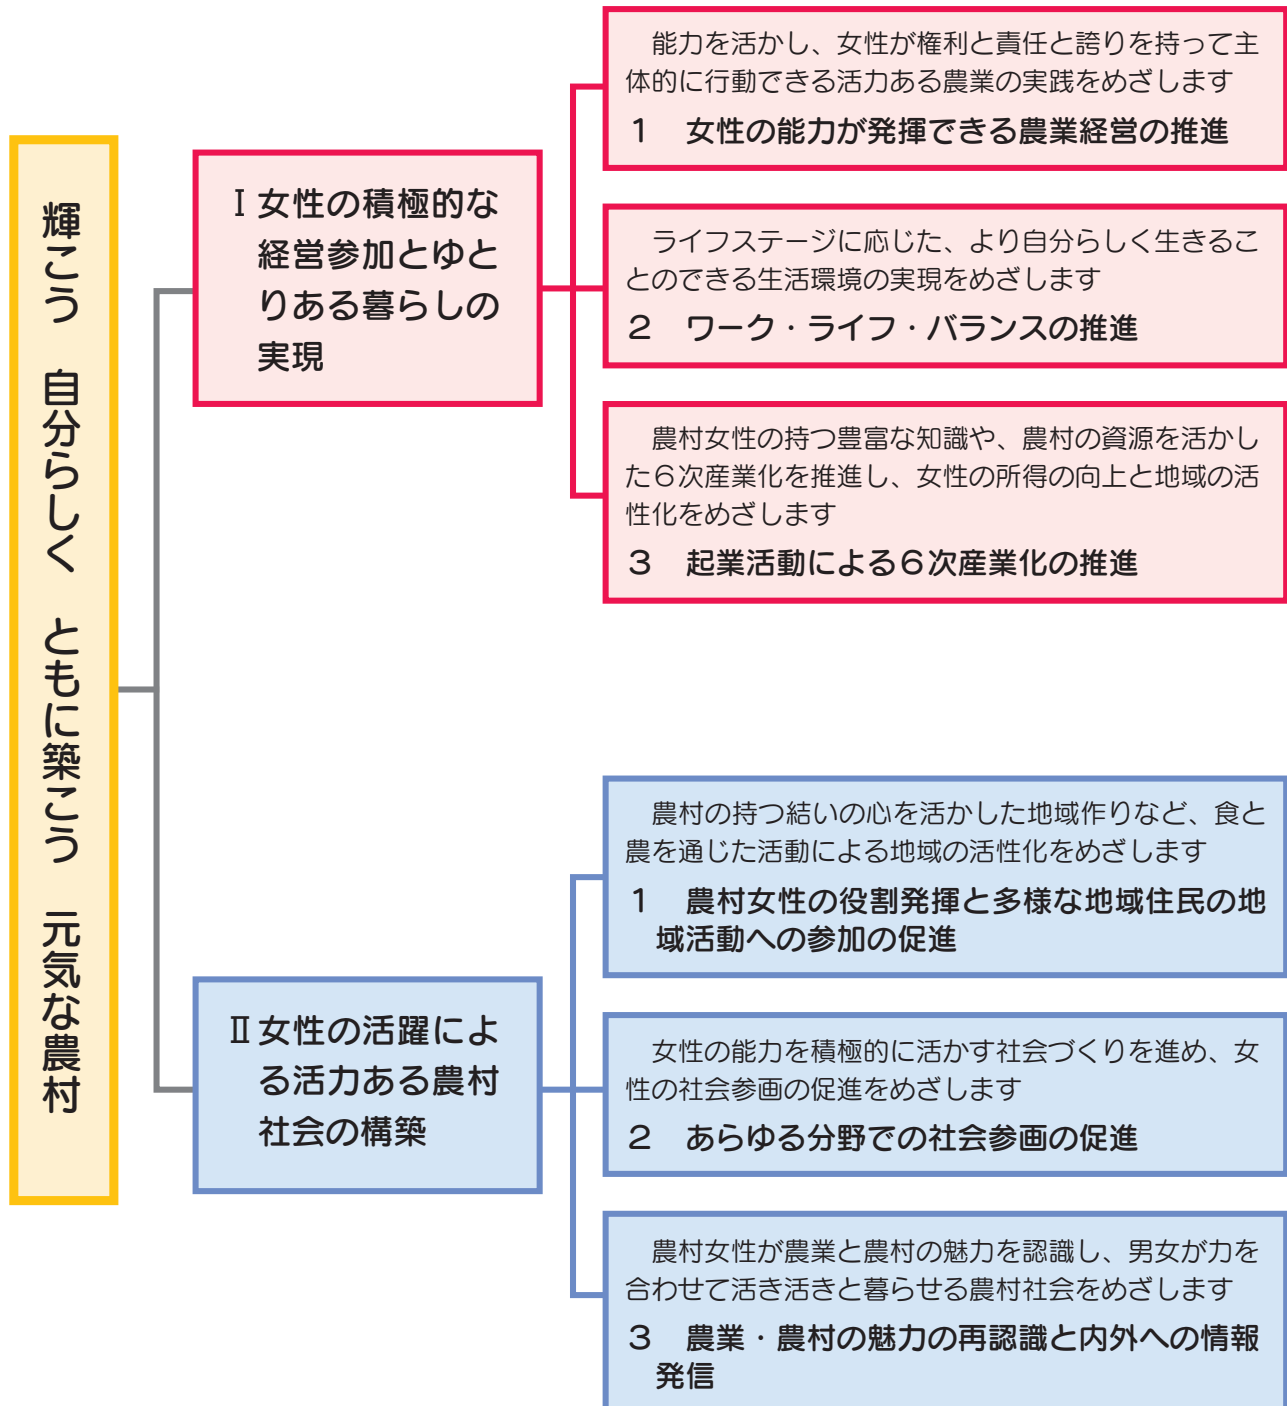 輝こう　自分らしく　ともに築こう　元気な農村
Ⅰ 女性の積極的な
経営参加とゆと
りある暮らしの
実現
能力を活かし、女性が権利と責任と誇りを持って主
体的に行動できる活力ある農業の実践をめざします
１　女性の能力が発揮できる農業経営の推進
ライフステージに応じた、より自分らしく生きるこ
とのできる生活環境の実現をめざします
２　ワーク・ライフ・バランスの推進
農村女性の持つ豊富な知識や、農村の資源を活かし
た６次産業化を推進し、女性の所得の向上と地域の活
性化をめざします
３　起業活動による６次産業化の推進
Ⅱ 女性の活躍によ
る活力ある農村
社会の構築
農村の持つ結いの心を活かした地域作りなど、食と
農を通じた活動による地域の活性化をめざします
１　農村女性の役割発揮と多様な地域住民の地
域活動への参加の促進
女性の能力を積極的に活かす社会づくりを進め、女
性の社会参画の促進をめざします
２　あらゆる分野での社会参画の促進
農村女性が農業と農村の魅力を認識し、男女が力を
合わせて活き活きと暮らせる農村社会をめざします
３　農業・農村の魅力の再認識と内外への情報
発信